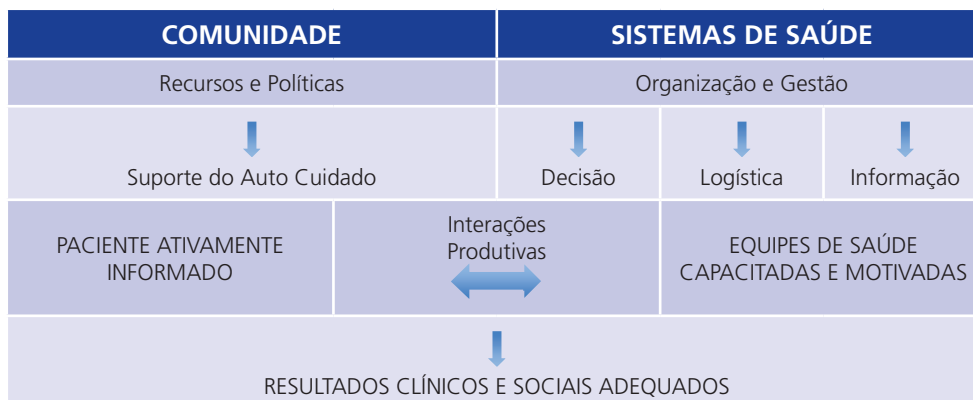 COMUNIDADE
SISTEMAS DE SAÚDE
Recursos e Políticas
Organização e Gestão
Suporte do Auto Cuidado
Decisão
Logística
Informação
PACIENTE ATIVAMENTE
INFORMADO
Interações
Produtivas
EQUIPES DE SAÚDE
CAPACITADAS E MOTIVADAS
RESULTADOS CLÍNICOS E SOCIAIS ADEQUADOS